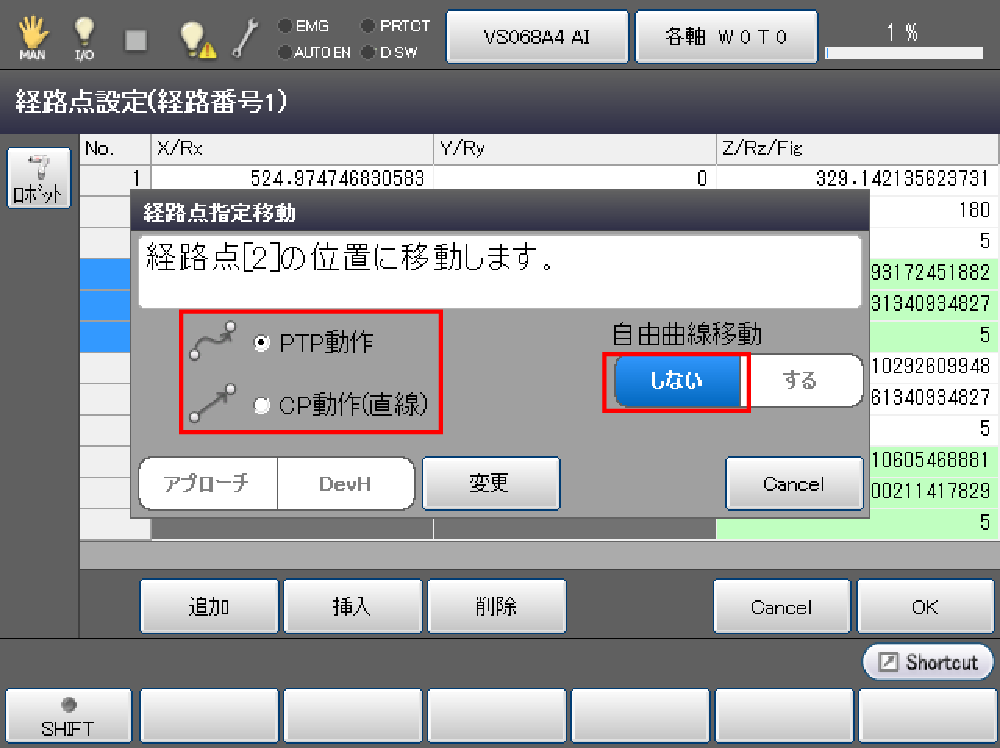 MAN
I/O
EMG
PRTCT
AUTO EN
D SW
VS068A4 AI
各軸 W 0 T 0
1 %
経路点設定(経路番号1)
ロボット
No.
X/Rx
Y/Ry
Z/Rz/Fig
1
524.974746830583
0
329.142135623731
180
5
経路点指定移動
経路点[2]の位置に移動します。
93172451882
31340934827
5
PTP動作
CP動作(直線)
自由曲線移動
しない
する
10292609948
61340934827
5
アプローチ
DevH
変更
Cancel
10605468881
00211417829
5
追加
挿入
削除
Cancel
OK
Shortcut
SHIFT